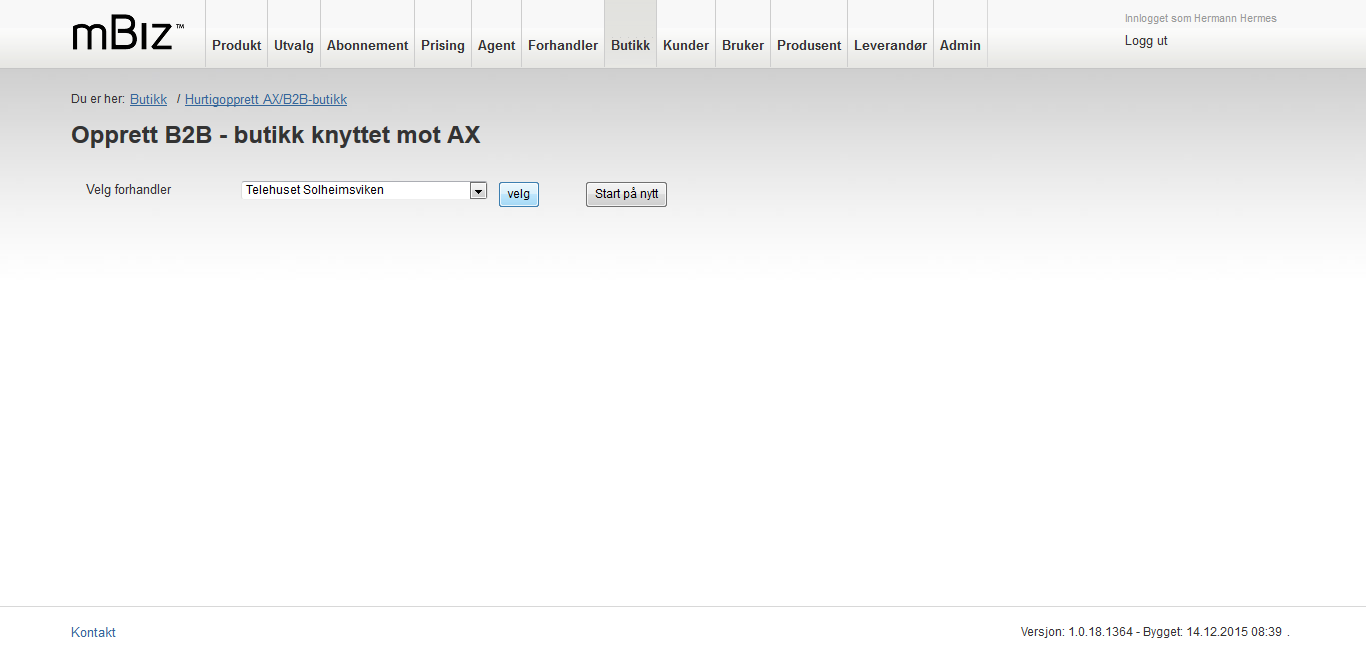 mBiz™
Produkt Utvalg Abonnement Prising Agent Forhandler Butikk Kunder Bruker Produsent Leverandør Admin
Innlogget som Hermann Hermes
Logg ut
Du er her: Butikk / Hurtigopprett AX/B2B-butikk
Opprett B2B - butikk knyttet mot AX
Velg forhandler Telehuset Solheimsviken velg Start på nytt
Kontakt Versjon: 1.0.18.1364 - Bygget: 14.12.2015 08:39 .